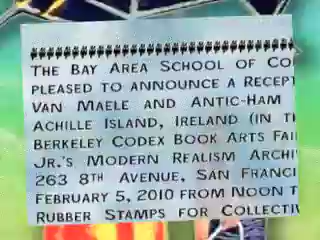 THE BAY AREA SCHOOL OF CO
PLEASED TO ANNOUNCE A RECEPT
VAN MAELE AND ANTIC-HAM
ACHILLE ISLAND, IRELAND (IN TH
BERKELEY CODEX BOOK ARTS FAI
JR.'S MODERN REALISM ARCHI
263 8TH AVENUE, SAN FRANCI
FEBRUARY 5, 2010 FROM NOON T
RUBBER STAMPS FOR COLLECTIV